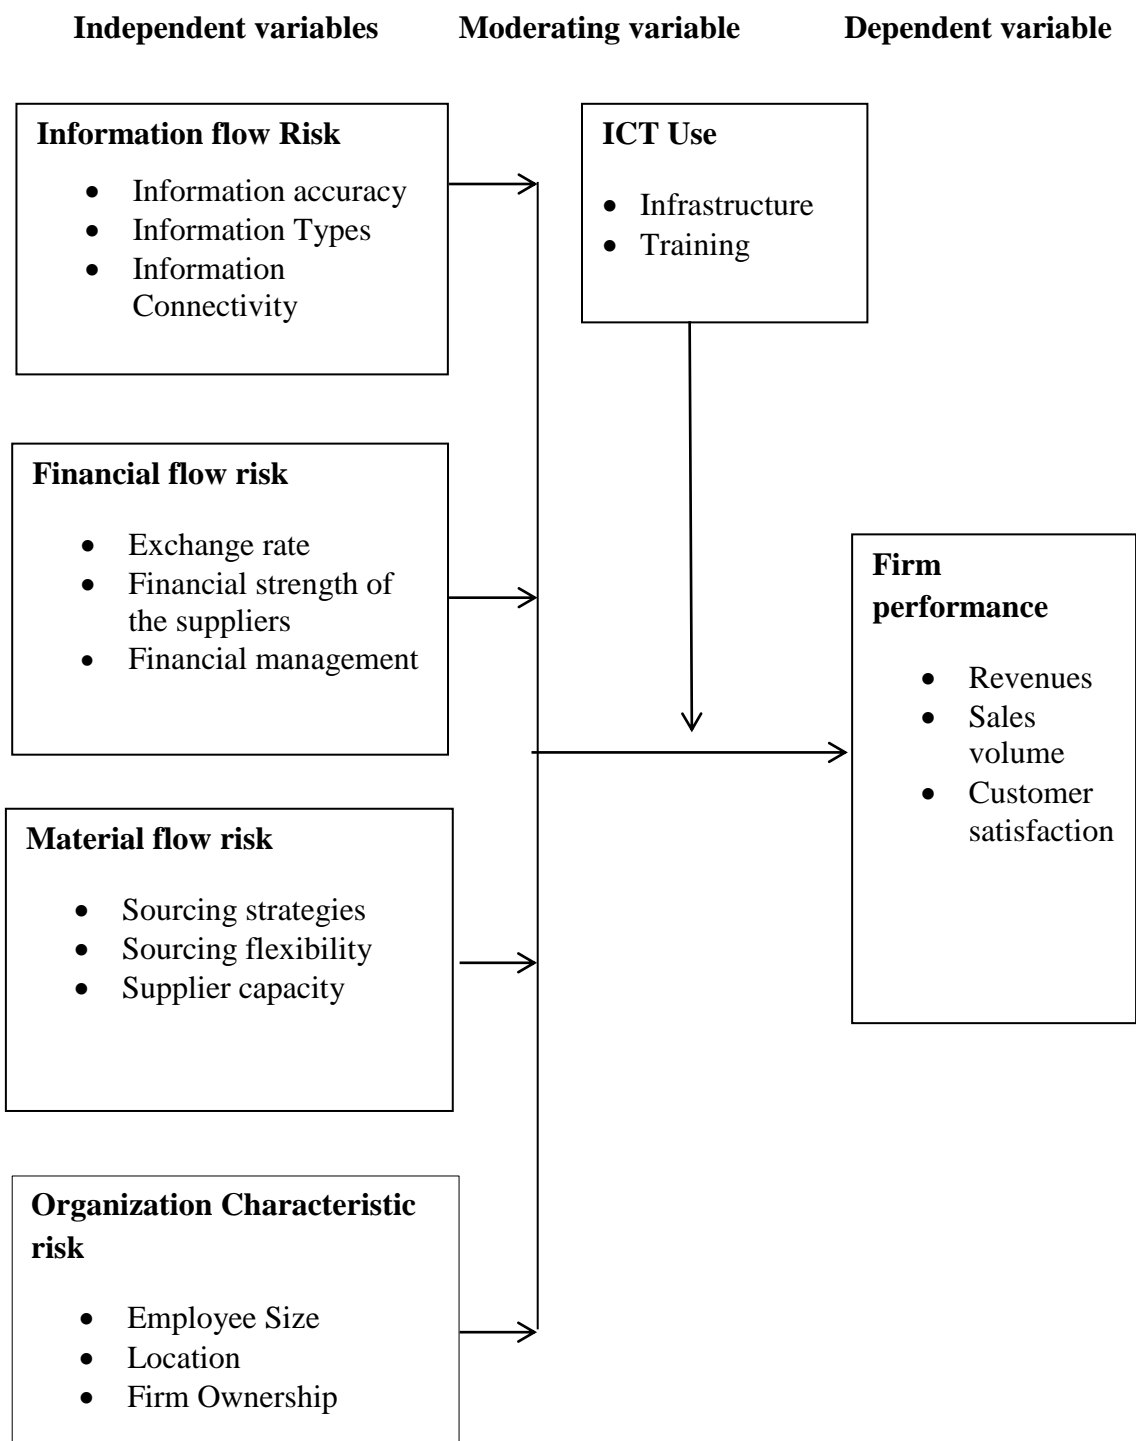 Independent variables Moderating variable Dependent variable
Information flow Risk
• Information accuracy
• Information Types
• Information
Connectivity
ICT Use
• Infrastructure
• Training
Financial flow risk
• Exchange rate
• Financial strength of
the suppliers
• Financial management
Firm
performance
• Revenues
• Sales
volume
• Customer
satisfaction
Material flow risk
• Sourcing strategies
• Sourcing flexibility
• Supplier capacity
Organization Characteristic
risk
• Employee Size
• Location
• Firm Ownership